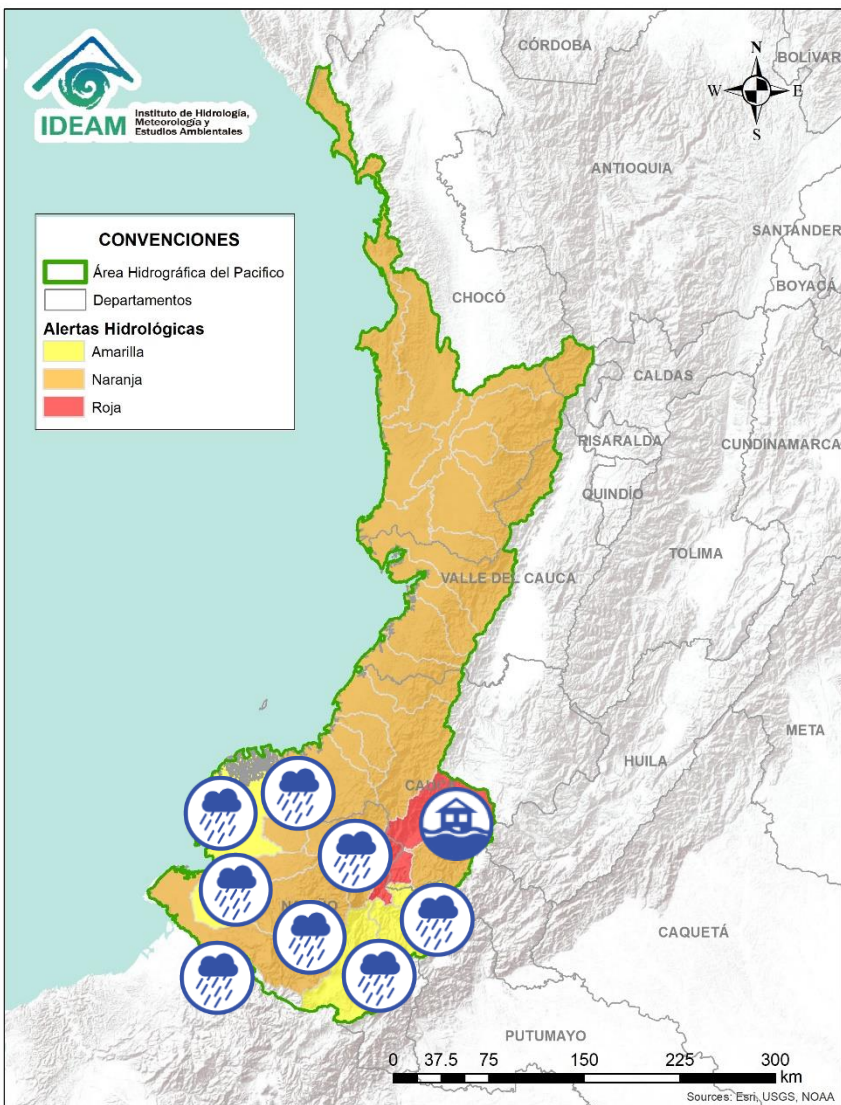 IDEAM
Instituto de Hidrología,
Meteorología y
Estudios Ambientales
N
W
E
S
CÓRDOBA
BOLÍVAR
ANTIOQUIA
SANTANDER
BOYACÁ
CONVENCIONES
Área Hidrográfica del Pacifico
Departamentos
Alertas Hidrológicas
Amarilla
Naranja
Roja
CHOCÓ
CALDAS
RISARALDA
CUNDINAMARCA
QUINDÍO
TOLIMA
VALLE DEL CAUCA
META
HUILA
CAQUETÁ
PUTUMAYO
0 37.5 75 150 225 300
km
Sources: Esri, USGS, NOAA